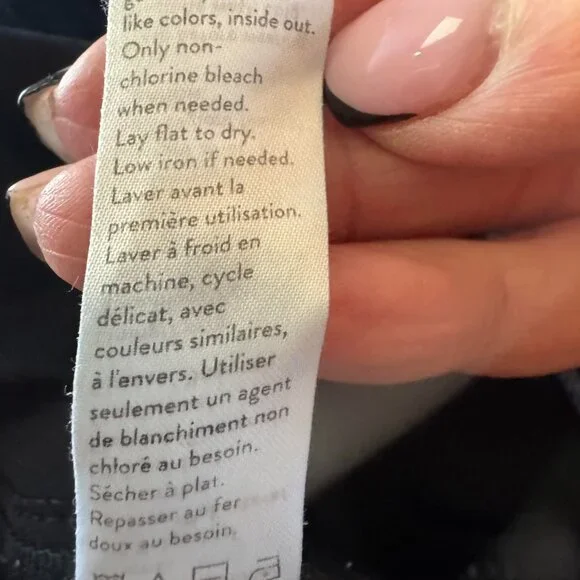 like colors, inside out.
Only non-
chlorine bleach
when needed.
Lay flat to dry.
Low iron if needed.
Laver avant la
première utilisation.
Laver à froid en
machine, cycle
délicat, avec
couleurs similaires,
à l'envers. Utiliser
seulement un agent
de blanchiment non
chloré au besoin.
Sécher à plat.
Repasser au fer
doux au besoin.